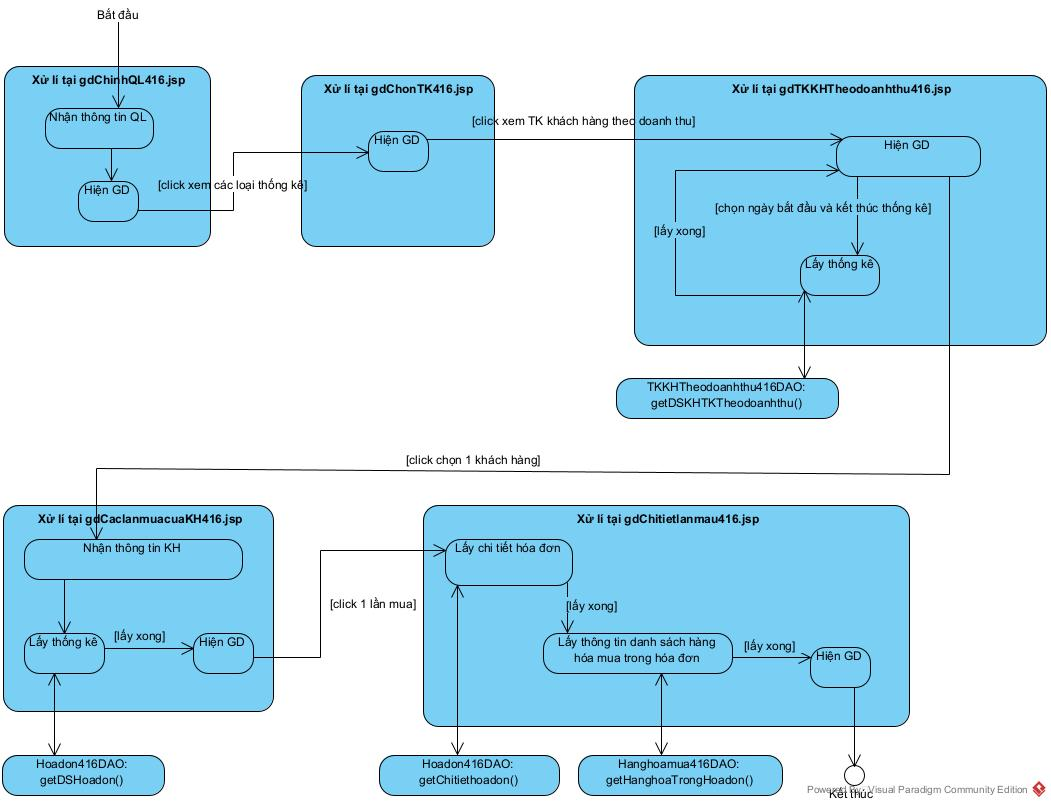 Bắt đầu
Xử lí tại gdChinhQL416.jsp
Nhận thông tin QL
Hiện GD
[click xem các loại thống kê]
Xử lí tại gdChonTK416.jsp
Hiện GD
[click xem TK khách hàng theo doanh thu]
Xử lí tại gdTKKHTheodoanhthu416.jsp
Hiện GD
[chọn ngày bắt đầu và kết thúc thống kê]
[lấy xong]
Lấy thống kê
TKKHTheodoanhthu416DAO:
getDSKHTKTheodoanhthu()
[click chọn 1 khách hàng]
Xử lí tại gdCaclanmuacuaKH416.jsp
Nhận thông tin KH
Lấy thống kê
[lấy xong]
Hiện GD
Hoadon416DAO:
getDSHoadon()
[click 1 lần mua]
Xử lí tại gdChitietlanmau416.jsp
Lấy chi tiết hóa đơn
[lấy xong]
Lấy thông tin danh sách hàng
hóa mua trong hóa đơn
[lấy xong]
Hiện GD
Hoadon416DAO:
getChitiethoadon()
Hanghoamua416DAO:
getHanghoaTrongHoadon()
Kết thúc
Powered by: Visual Paradigm Community Edition